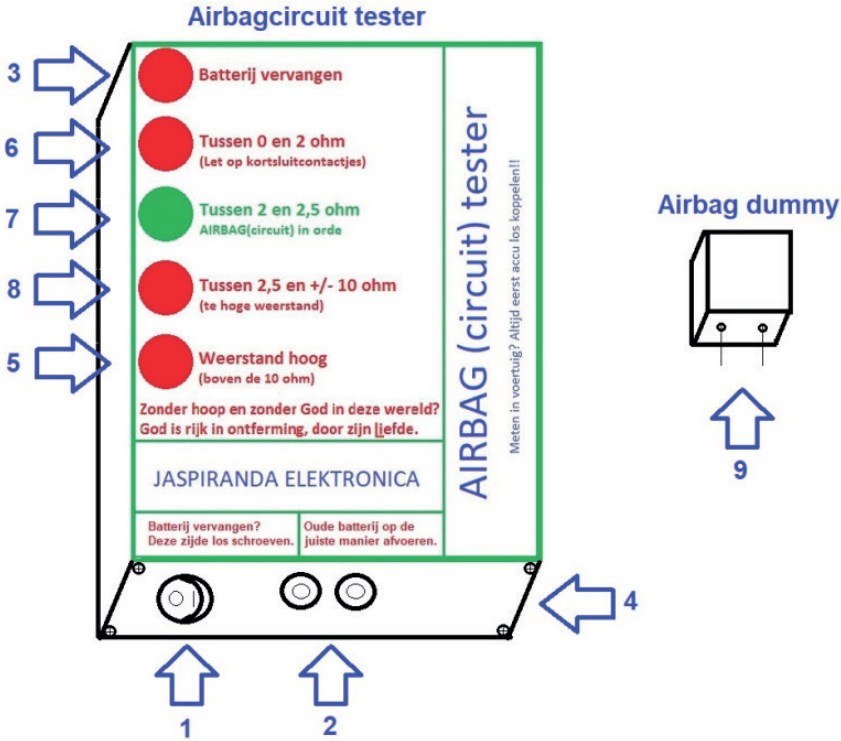 Airbagcircuit tester
3
Batterij vervangen
6
Tussen 0 en 2 ohm
(Let op kortsluitcontactjes)
7
Tussen 2 en 2,5 ohm
AIRBAG(circuit) in orde
8
Tussen 2,5 en +/- 10 ohm
(te hoge weerstand)
5
Weerstand hoog
(boven de 10 ohm)
Zonder hoop en zonder God in deze wereld?
God is rijk in ontferming, door zijn liefde.
JASPIRANDA ELEKTRONICA
Batterij vervangen?
Deze zijde los schroeven.
Oude batterij op de
juiste manier afvoeren.
AIRBAG (circuit) tester
Meten in voertuig? Altijd eerst accu los koppelen!!
Airbag dummy
9
4
1
2